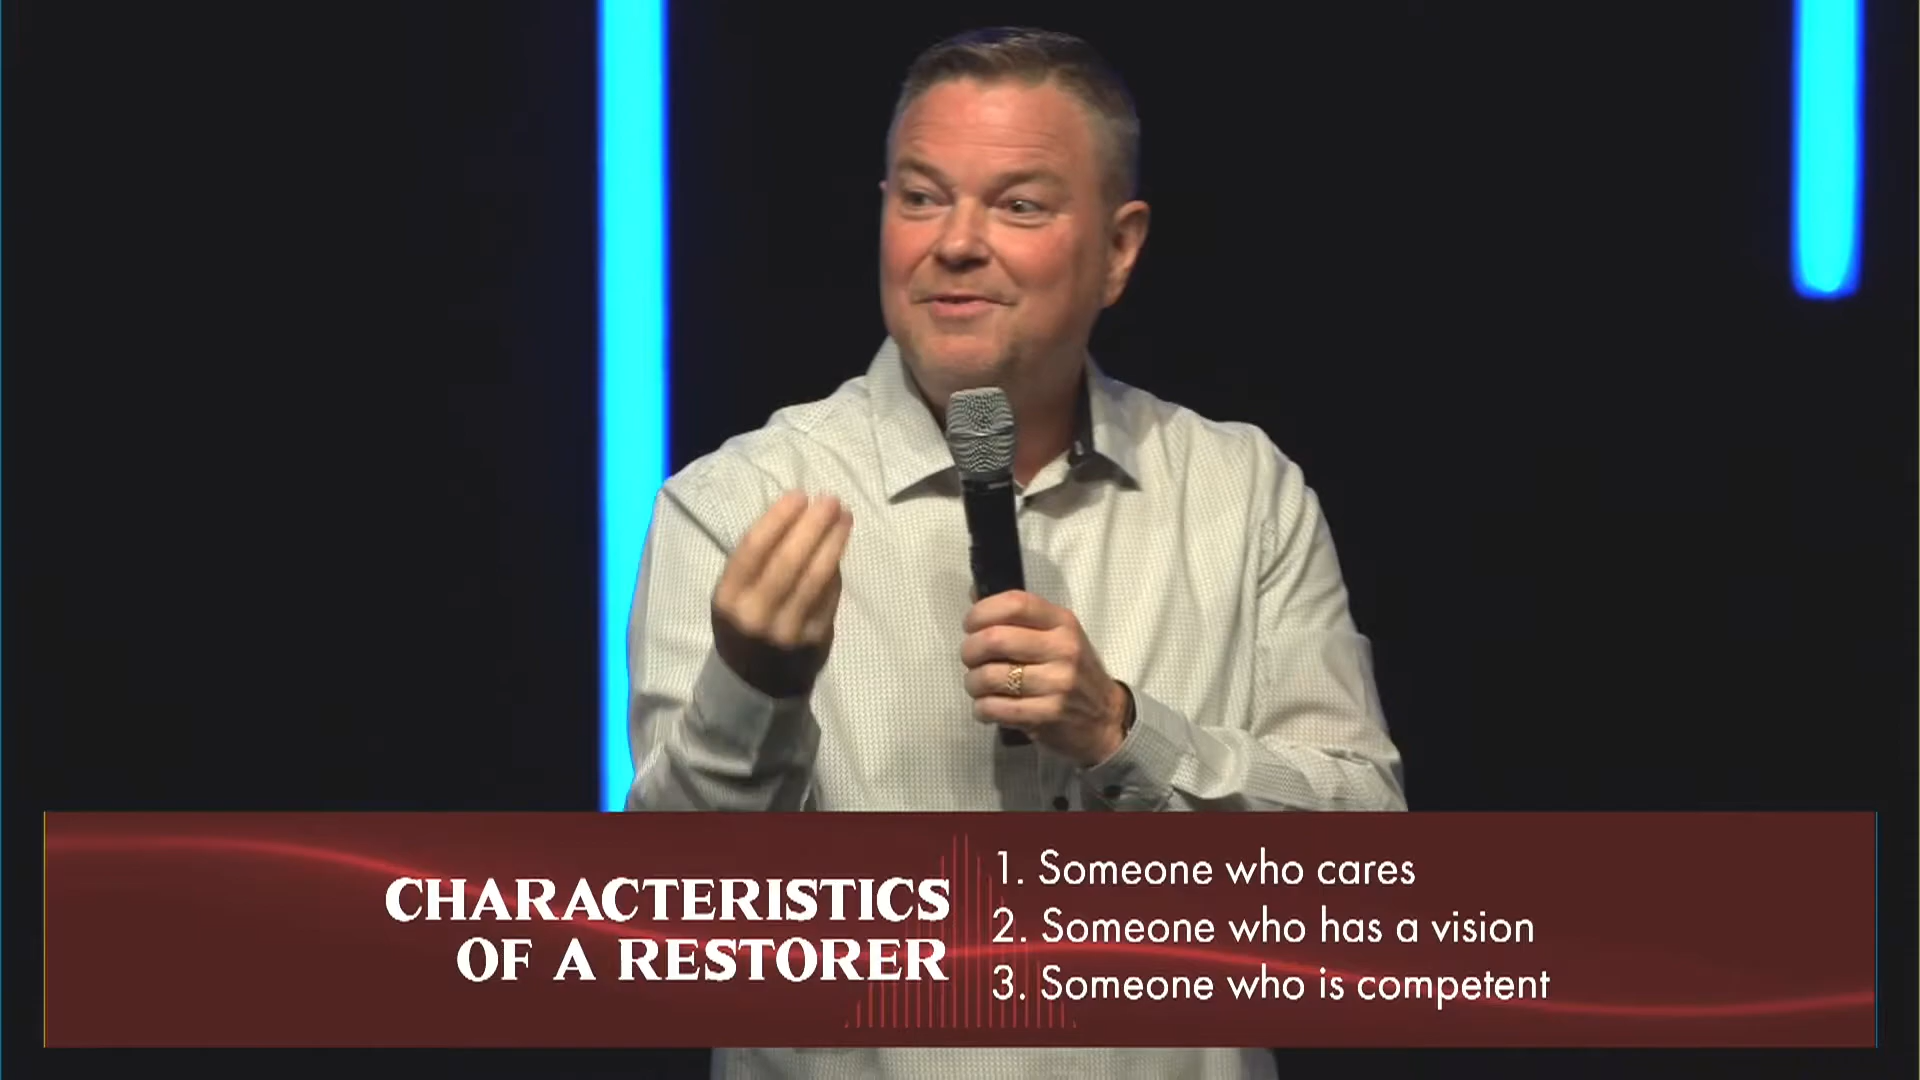 CHARACTERISTICS
OF A RESTORER
1. Someone who cares
2. Someone who has a vision
3. Someone who is competent